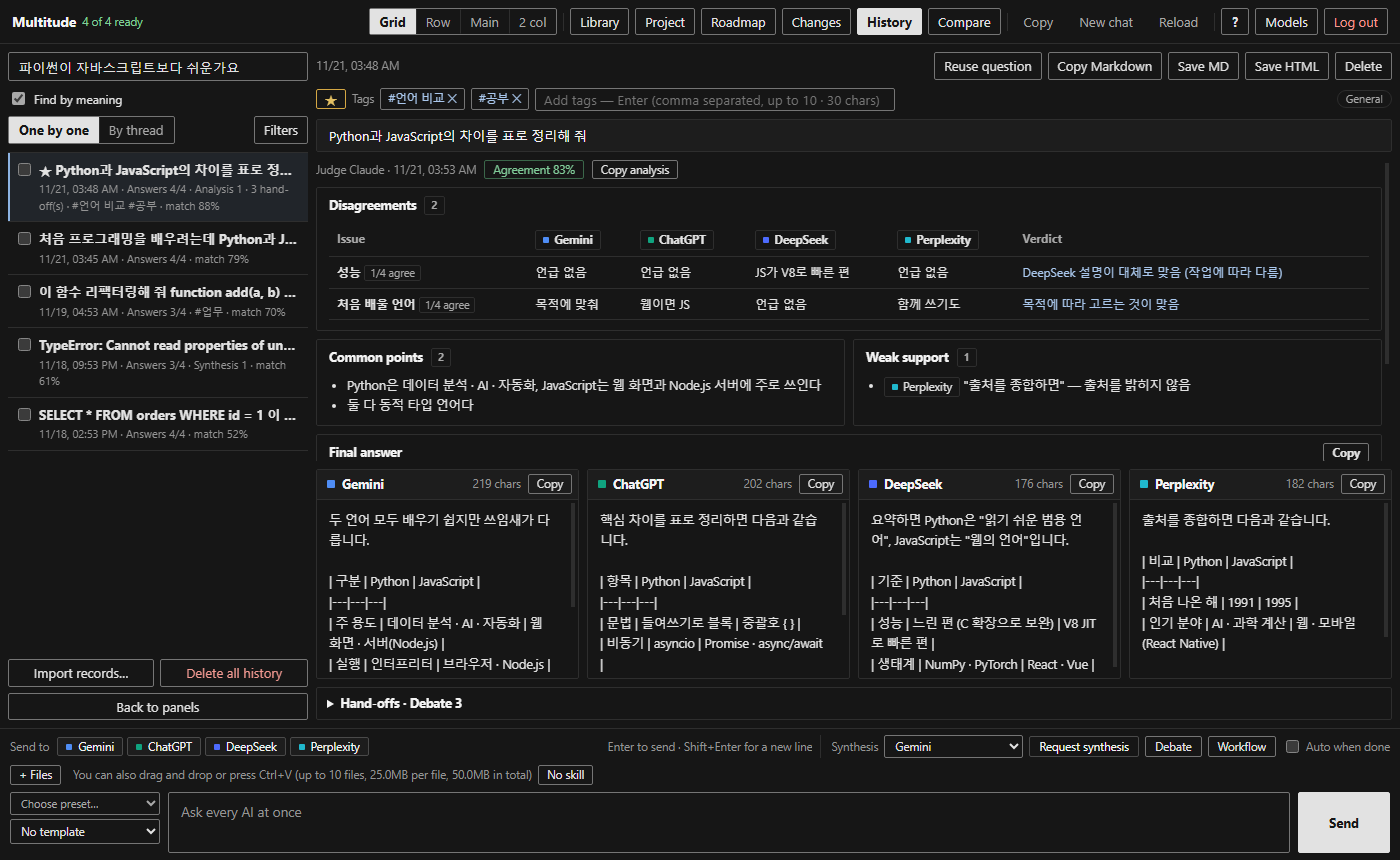 Multitude 4 of 4 ready
Grid Row Main 2 col Library Project Roadmap Changes History Compare Copy New chat Reload ? Models Log out
파이썬이 자바스크립트보다 쉬운가요
Find by meaning
One by one By thread Filters
★ Python과 JavaScript의 차이를 표로 정...
11/21, 03:48 AM · Answers 4/4 · Analysis 1 · 3 hand-
off(s) · #언어 비교 #공부 · match 88%
처음 프로그래밍을 배우려는데 Python과 J...
11/21, 03:45 AM · Answers 4/4 · match 79%
이 함수 리팩터링해 줘 function add(a, b) ...
11/19, 04:53 AM · Answers 3/4 · #업무 · match 70%
TypeError: Cannot read properties of un...
11/18, 09:53 PM · Answers 3/4 · Synthesis 1 · match
61%
SELECT * FROM orders WHERE id = 1 이 ...
11/18, 02:53 PM · Answers 4/4 · match 52%
Import records... Delete all history
Back to panels
11/21, 03:48 AM Reuse question Copy Markdown Save MD Save HTML Delete
★ Tags #언어 비교 ✕ #공부 ✕ Add tags — Enter (comma separated, up to 10 · 30 chars) General
Python과 JavaScript의 차이를 표로 정리해 줘
Judge Claude · 11/21, 03:53 AM Agreement 83% Copy analysis
Disagreements 2
Issue Gemini ChatGPT DeepSeek Perplexity Verdict
성능 1/4 agree 언급 없음 언급 없음 JS가 V8로 빠른 편 언급 없음 DeepSeek 설명이 대체로 맞음 (작업에 따라 다름)
처음 배울 언어 1/4 agree 목적에 맞춰 웹이면 JS 언급 없음 함께 쓰기도 목적에 따라 고르는 것이 맞음
Common points 2
• Python은 데이터 분석 · AI · 자동화, JavaScript는 웹 화면과 Node.js 서버에 주로 쓰인다
• 둘 다 동적 타입 언어다
Weak support 1
• Perplexity "출처를 종합하면" — 출처를 밝히지 않음
Final answer Copy
Gemini 219 chars Copy
두 언어 모두 배우기 쉽지만 쓰임새가 다
릅니다.
| 구분 | Python | JavaScript |
|---|---|---|
| 주 용도 | 데이터 분석 · AI · 자동화 | 웹
화면 · 서버(Node.js) |
| 실행 | 인터프리터 | 브라우저 · Node.js |
ChatGPT 202 chars Copy
핵심 차이를 표로 정리하면 다음과 같습
니다.
| 항목 | Python | JavaScript |
|---|---|---|
| 문법 | 들여쓰기로 블록 | 중괄호 { } |
| 비동기 | asyncio | Promise · async/await
|
DeepSeek 176 chars Copy
요약하면 Python은 "읽기 쉬운 범용 언
어", JavaScript는 "웹의 언어"입니다.
| 기준 | Python | JavaScript |
|---|---|---|
| 성능 | 느린 편 (C 확장으로 보완) | V8 JIT
로 빠른 편 |
| 생태계 | NumPy · PyTorch | React · Vue |
Perplexity 182 chars Copy
출처를 종합하면 다음과 같습니다.
| 비교 | Python | JavaScript |
|---|---|---|
| 처음 나온 해 | 1991 | 1995 |
| 인기 분야 | AI · 과학 계산 | 웹 · 모바일
(React Native) |
▶ Hand-offs · Debate 3
Send to Gemini ChatGPT DeepSeek Perplexity Enter to send · Shift+Enter for a new line Synthesis Gemini Request synthesis Debate Workflow Auto when done
+ Files You can also drag and drop or press Ctrl+V (up to 10 files, 25.0MB per file, 50.0MB in total) No skill
Choose preset...
No template
Ask every AI at once
Send